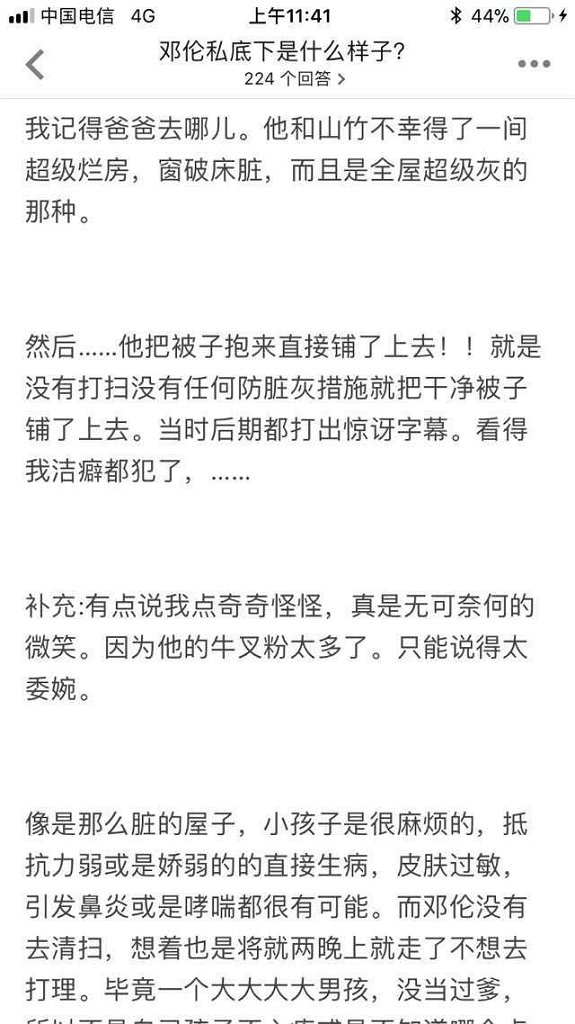 中国电信 4G 上午11:41 44%
邓伦私底下是什么样子?
224 个回答
我记得爸爸去哪儿。他和山竹不幸得了一间
超级烂房，窗破床脏，而且是全屋超级灰的
那种。
然后……他把被子抱来直接铺了上去！！就是
没有打扫没有任何防脏灰措施就把干净被子
铺了上去。当时后期都打出惊讶字幕。看得
我洁癖都犯了，……
补充:有点说我点奇奇怪怪，真是无可奈何的
微笑。因为他的牛叉粉太多了。只能说得太
委婉。
像是那么脏的屋子，小孩子是很麻烦的，抵
抗力弱或是娇弱的的直接生病，皮肤过敏，
引发鼻炎或是哮喘都很有可能。而邓伦没有
去清扫，想着也是将就两晚上就走了不想去
打理。毕竟一个大大大大男孩，没当过爹，